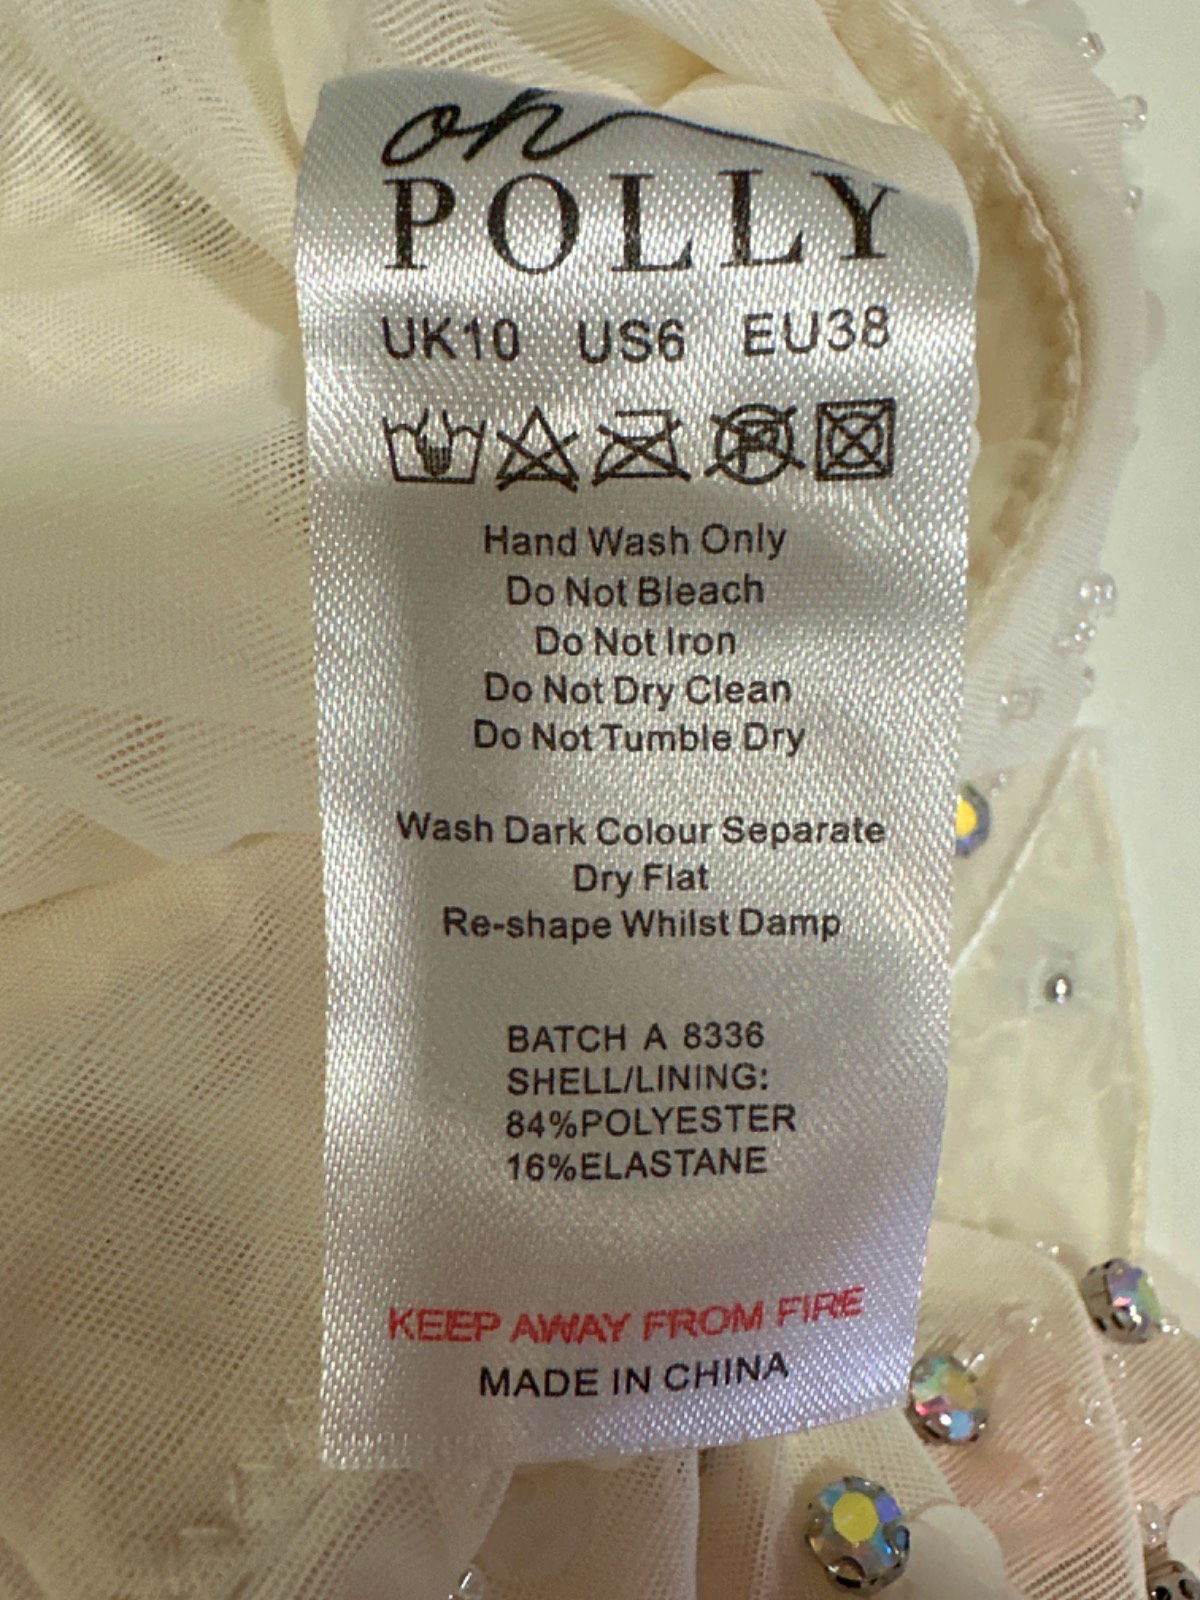 oh
POLLY
UK10 US6 EU38
P
Hand Wash Only
Do Not Bleach
Do Not Iron
Do Not Dry Clean
Do Not Tumble Dry
Wash Dark Colour Separate
Dry Flat
Re-shape Whilst Damp
BATCH A 8336
SHELL/LINING:
84%POLYESTER
16%ELASTANE
KEEP AWAY FROM FIRE
MADE IN CHINA